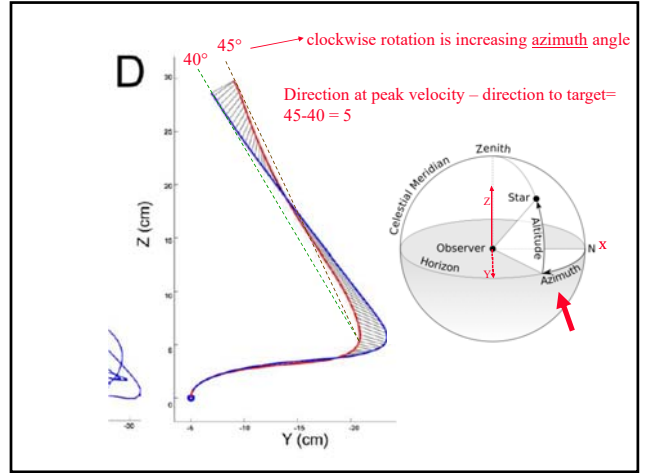 D
40°
45°
clockwise rotation is increasing azimuth angle
Direction at peak velocity – direction to target=
45-40 = 5
Z (cm)
30
25
20
15
10
5
0
-30
-5
-10
-15
-20
Y (cm)
Zenith
Celestial Meridian
Star
Z
Altitude
Observer
N
X
Horizon
Y
Azimuth